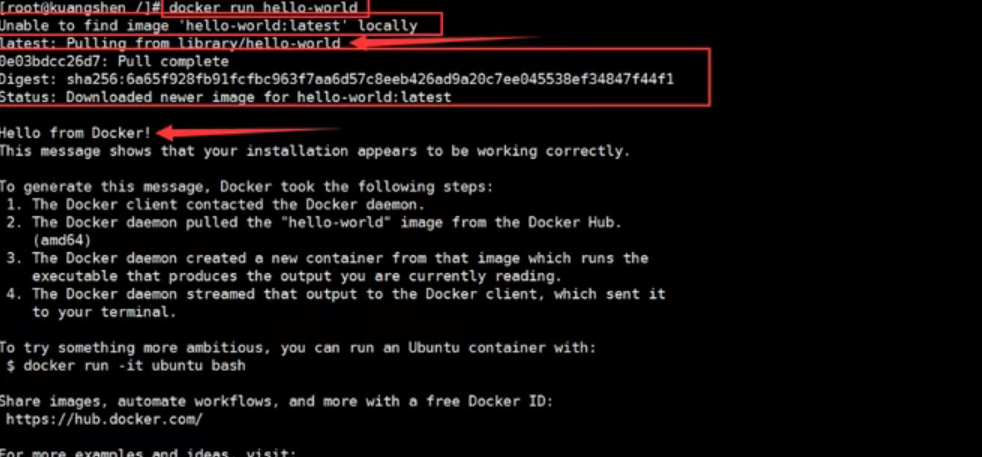 [root@kuangshen /]# docker run hello-world
Unable to find image 'hello-world:latest' locally
latest: Pulling from library/hello-world
0e03bdcc26d7: Pull complete
Digest: sha256:6a65f928fb91fcfbc963f7aa6d57c8eeb426ad9a20c7ee045538ef34847f44f1
Status: Downloaded newer image for hello-world:latest
Hello from Docker!
This message shows that your installation appears to be working correctly.
To generate this message, Docker took the following steps:
1. The Docker client contacted the Docker daemon.
2. The Docker daemon pulled the "hello-world" image from the Docker Hub.
(amd64)
3. The Docker daemon created a new container from that image which runs the
executable that produces the output you are currently reading.
4. The Docker daemon streamed that output to the Docker client, which sent it
to your terminal.
To try something more ambitious, you can run an Ubuntu container with:
$ docker run -it ubuntu bash
Share images, automate workflows, and more with a free Docker ID:
https://hub.docker.com/
For more examples and ideas, visit: